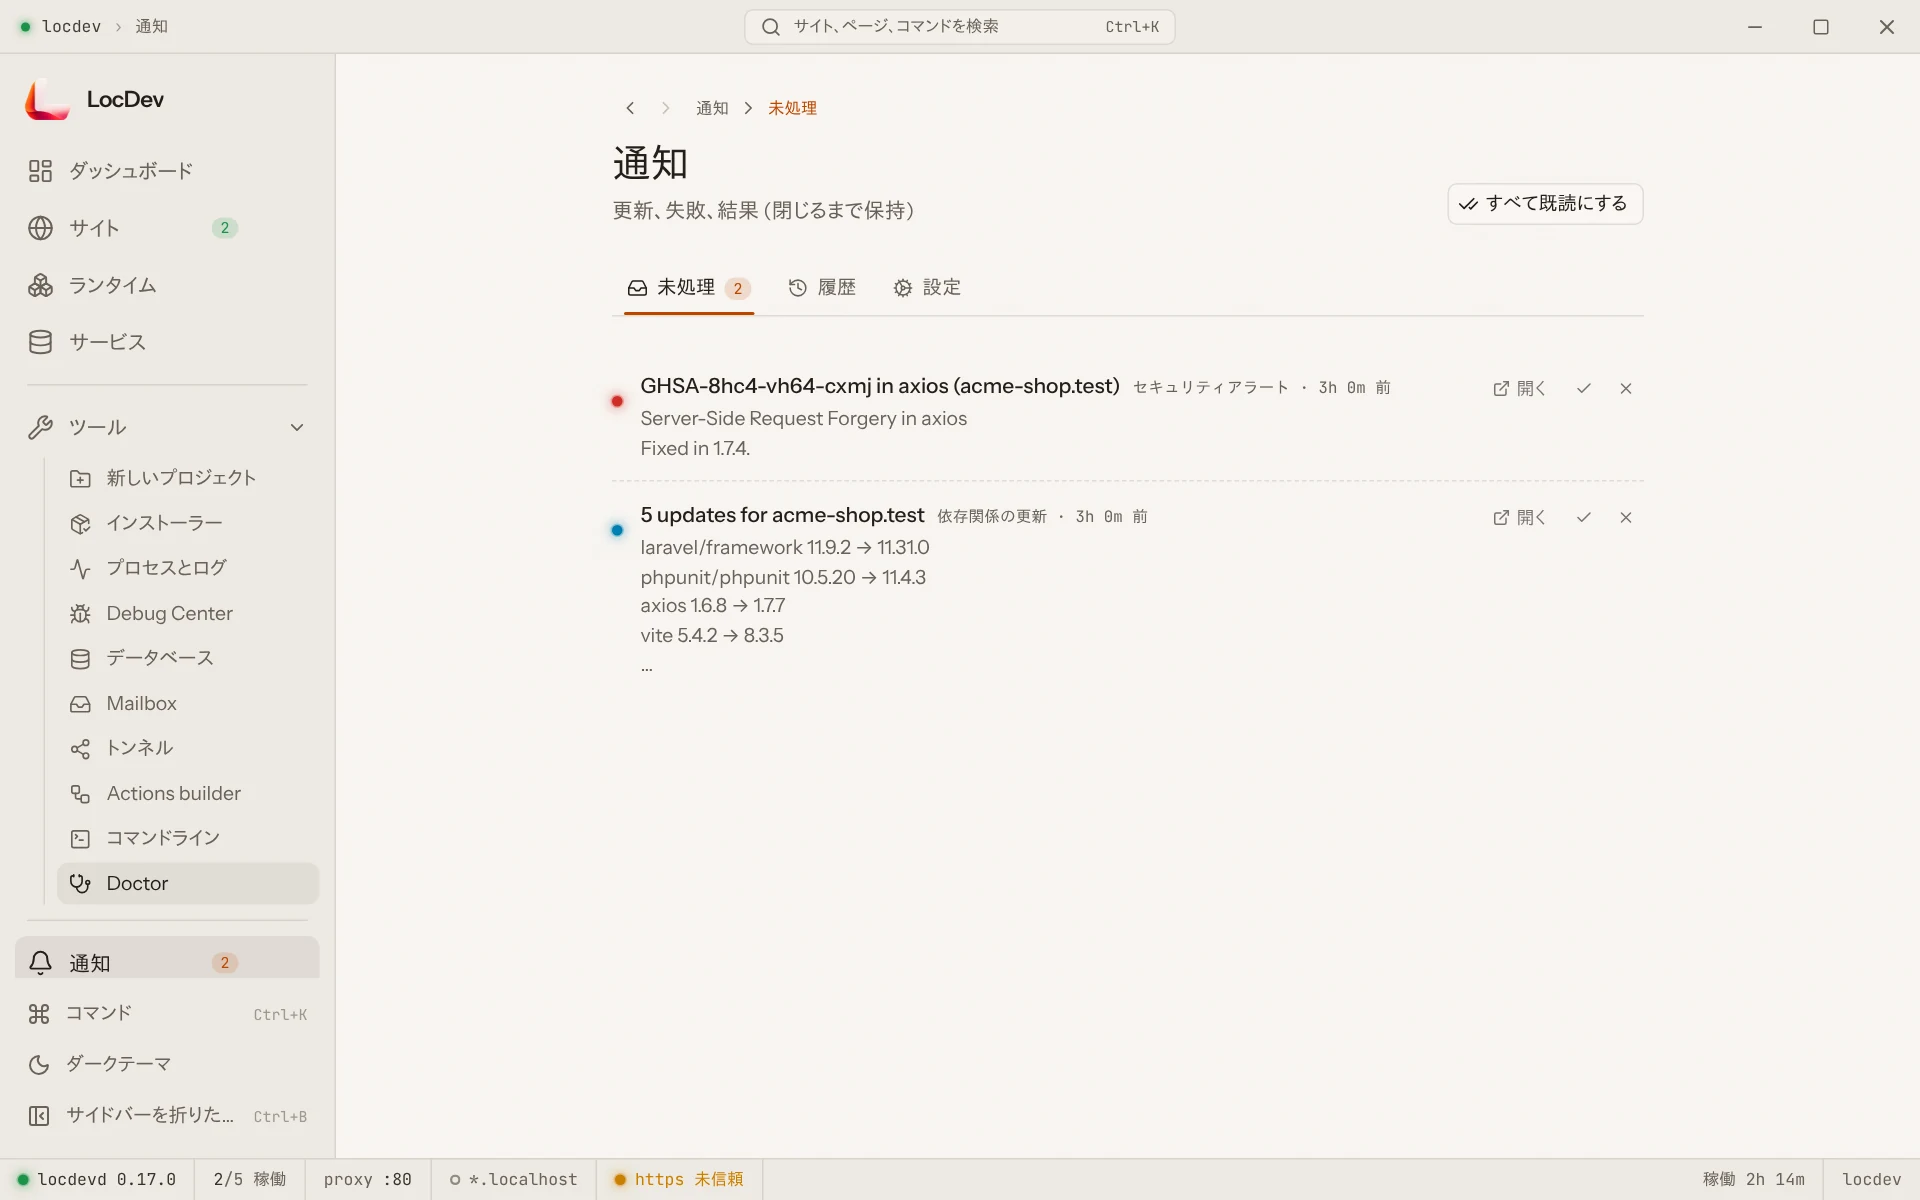 locdev › 通知
サイト、ページ、コマンドを検索 Ctrl+K
LocDev
ダッシュボード
サイト 2
ランタイム
サービス
ツール
新しいプロジェクト
インストーラー
プロセスとログ
Debug Center
データベース
Mailbox
トンネル
Actions builder
コマンドライン
Doctor
通知 2
コマンド Ctrl+K
ダークテーマ
サイドバーを折りた… Ctrl+B
通知 > 未処理
通知
更新、失敗、結果 (閉じるまで保持)
すべて既読にする
未処理 2 履歴 設定
GHSA-8hc4-vh64-cxmj in axios (acme-shop.test) セキュリティアラート · 3h 0m 前 開く
Server-Side Request Forgery in axios
Fixed in 1.7.4.
5 updates for acme-shop.test 依存関係の更新 · 3h 0m 前 開く
laravel/framework 11.9.2 → 11.31.0
phpunit/phpunit 10.5.20 → 11.4.3
axios 1.6.8 → 1.7.7
vite 5.4.2 → 8.3.5
…
locdevd 0.17.0 2/5 稼働 proxy :80 *.localhost https 未信頼 稼働 2h 14m locdev